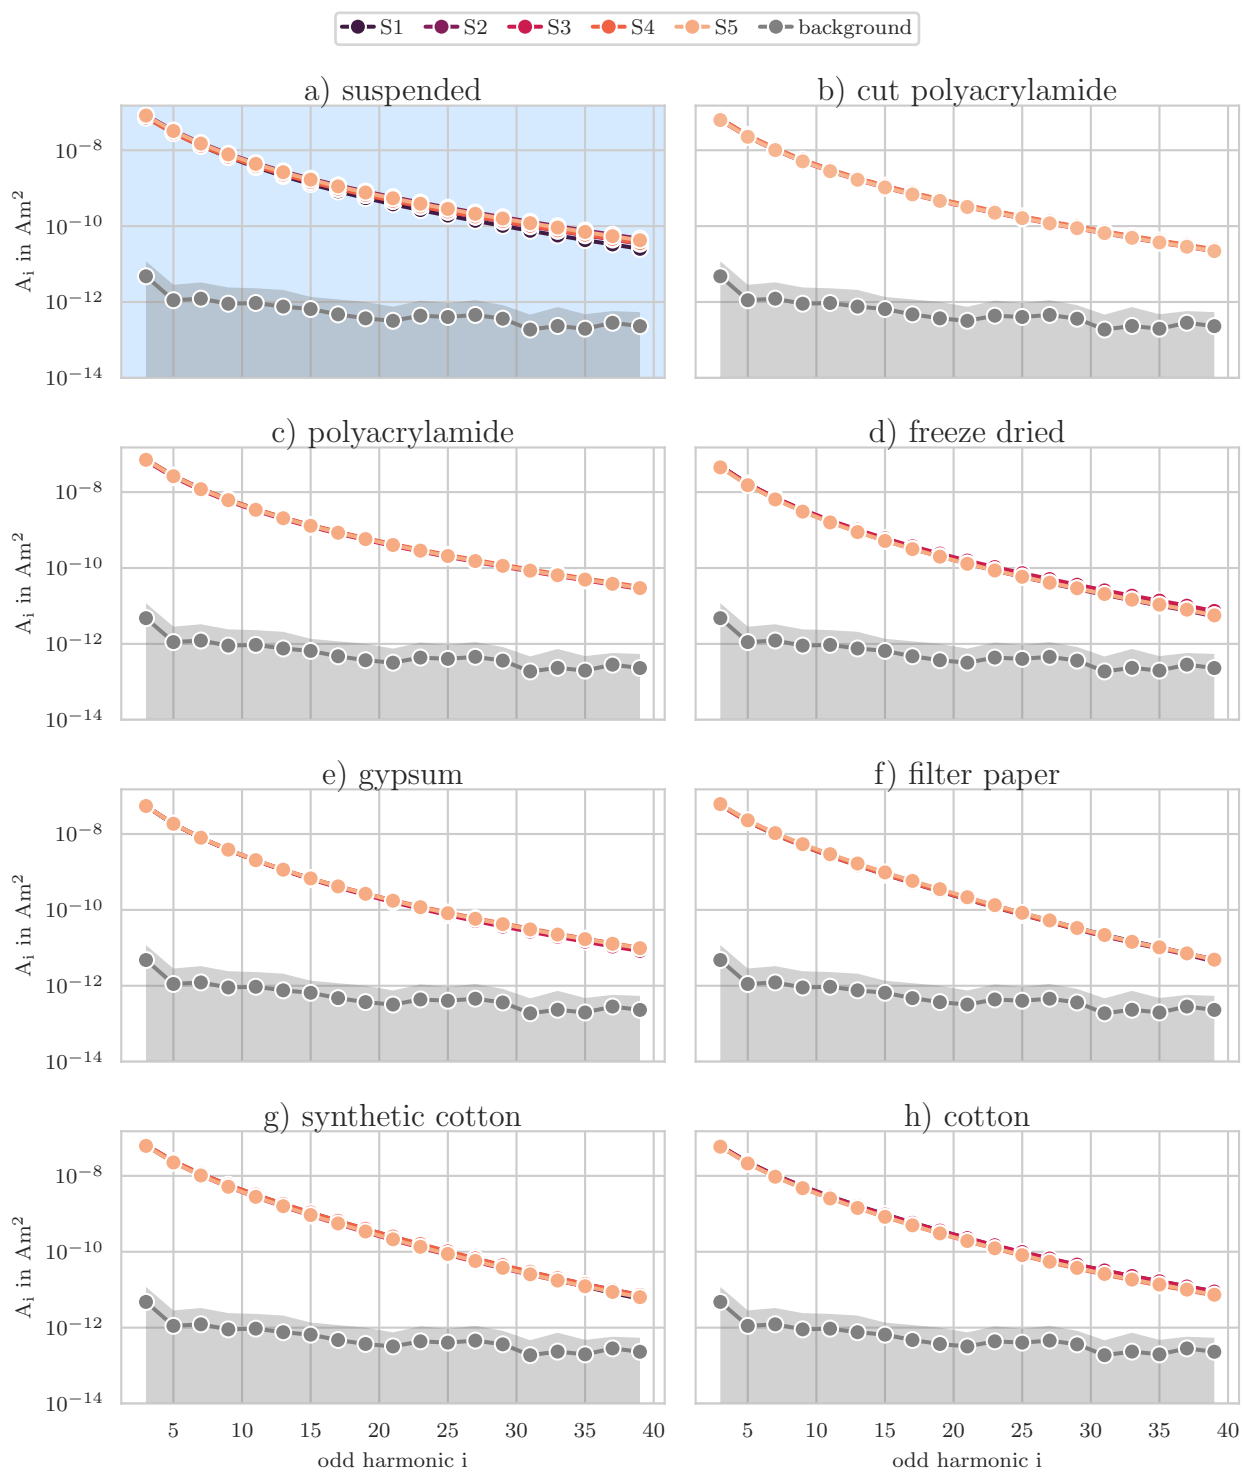 S1 S2 S3 S4 S5 background
a) suspended
b) cut polyacrylamide
A_i in Am^2
10^−8
10^−10
10^−12
10^−14
c) polyacrylamide
d) freeze dried
A_i in Am^2
10^−8
10^−10
10^−12
10^−14
e) gypsum
f) filter paper
A_i in Am^2
10^−8
10^−10
10^−12
10^−14
g) synthetic cotton
h) cotton
A_i in Am^2
10^−8
10^−10
10^−12
10^−14
5 10 15 20 25 30 35 40
5 10 15 20 25 30 35 40
odd harmonic i
odd harmonic i